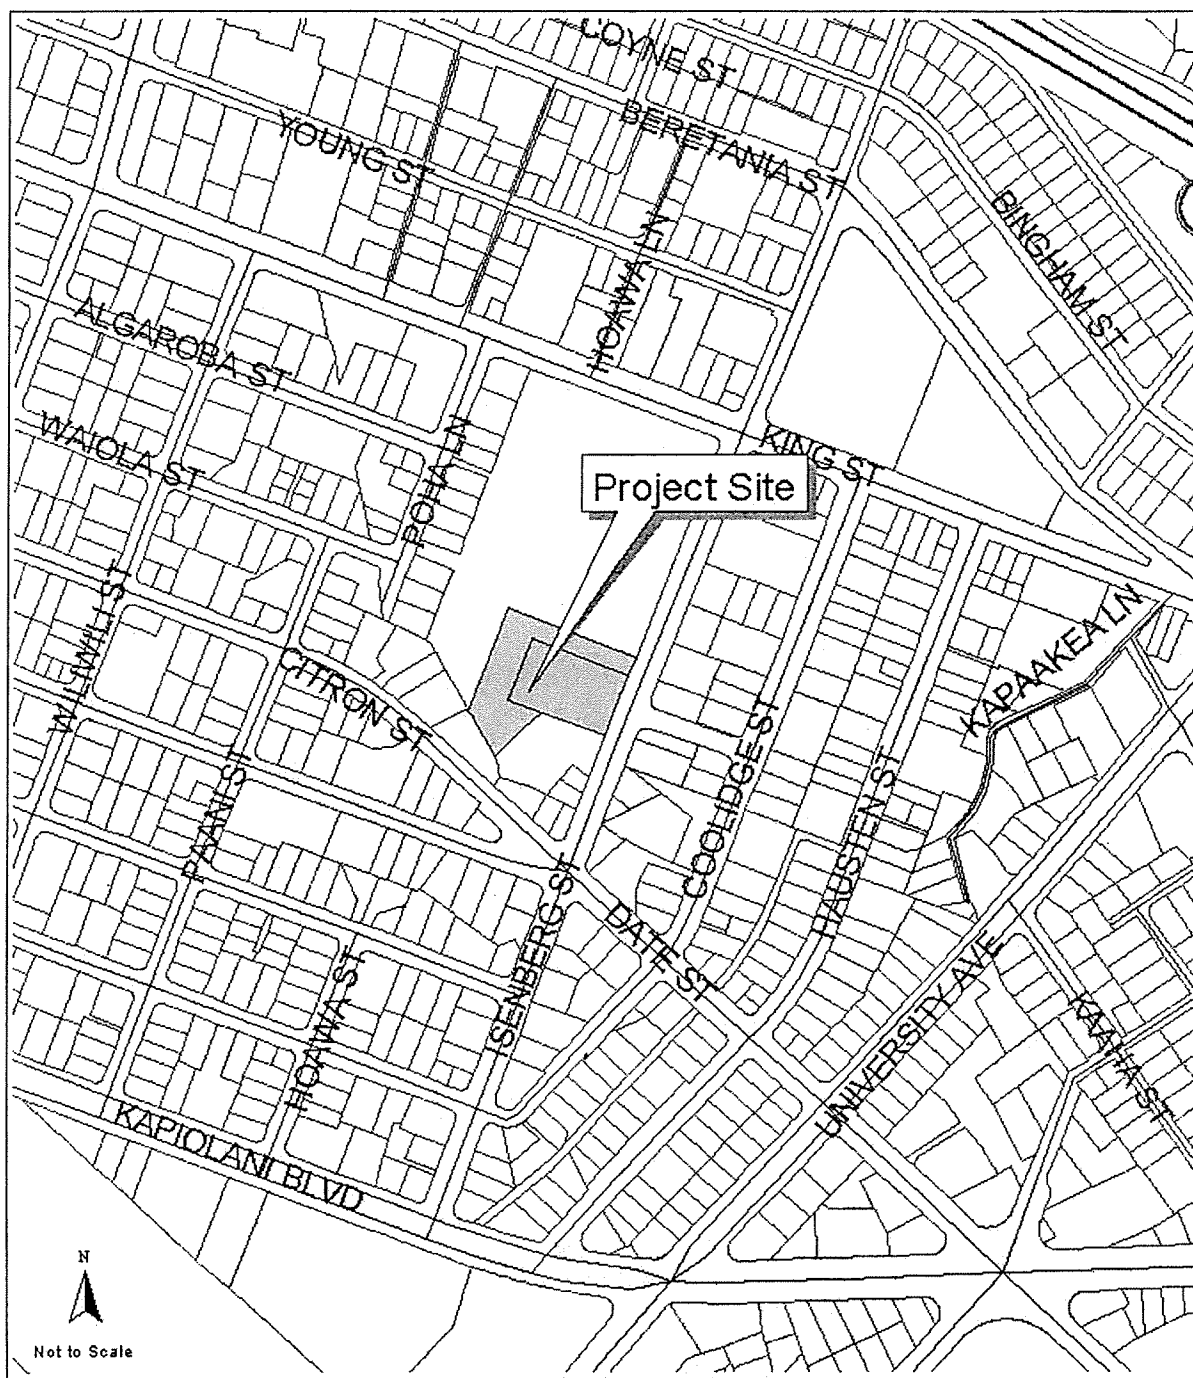 COYNE ST
BERETANIA ST
YOUNG ST
BINGHAM ST
HOAWA LN
ALGAROBA ST
WAIOLA ST
POHA LN
KING ST
Project Site
WILIWILI ST
CITRON ST
KAPAAKEA LN
PAANI ST
COOLIDGE ST
HAUSTEN ST
ISENBERG ST
DATE ST
HOAWA ST
UNIVERSITY AVE
KAAHA ST
KAPIOLANI BLVD
N
Not to Scale